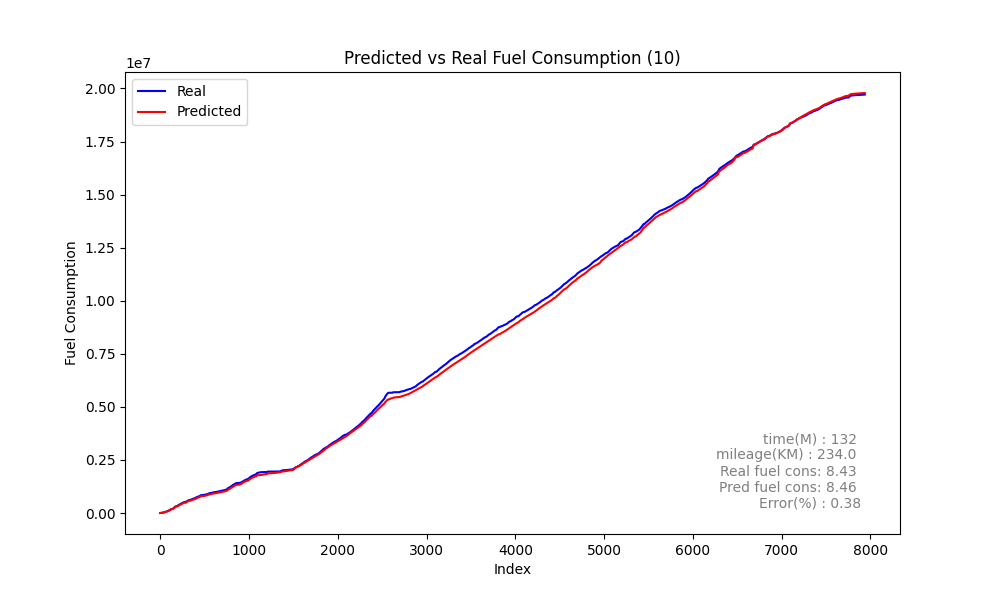 Predicted vs Real Fuel Consumption (10)
1e7
Real
Predicted
2.00
1.75
1.50
1.25
1.00
0.75
0.50
0.25
0.00
Fuel Consumption
time(M) : 132
mileage(KM) : 234.0
Real fuel cons: 8.43
Pred fuel cons: 8.46
Error(%) : 0.38
0 1000 2000 3000 4000 5000 6000 7000 8000
Index